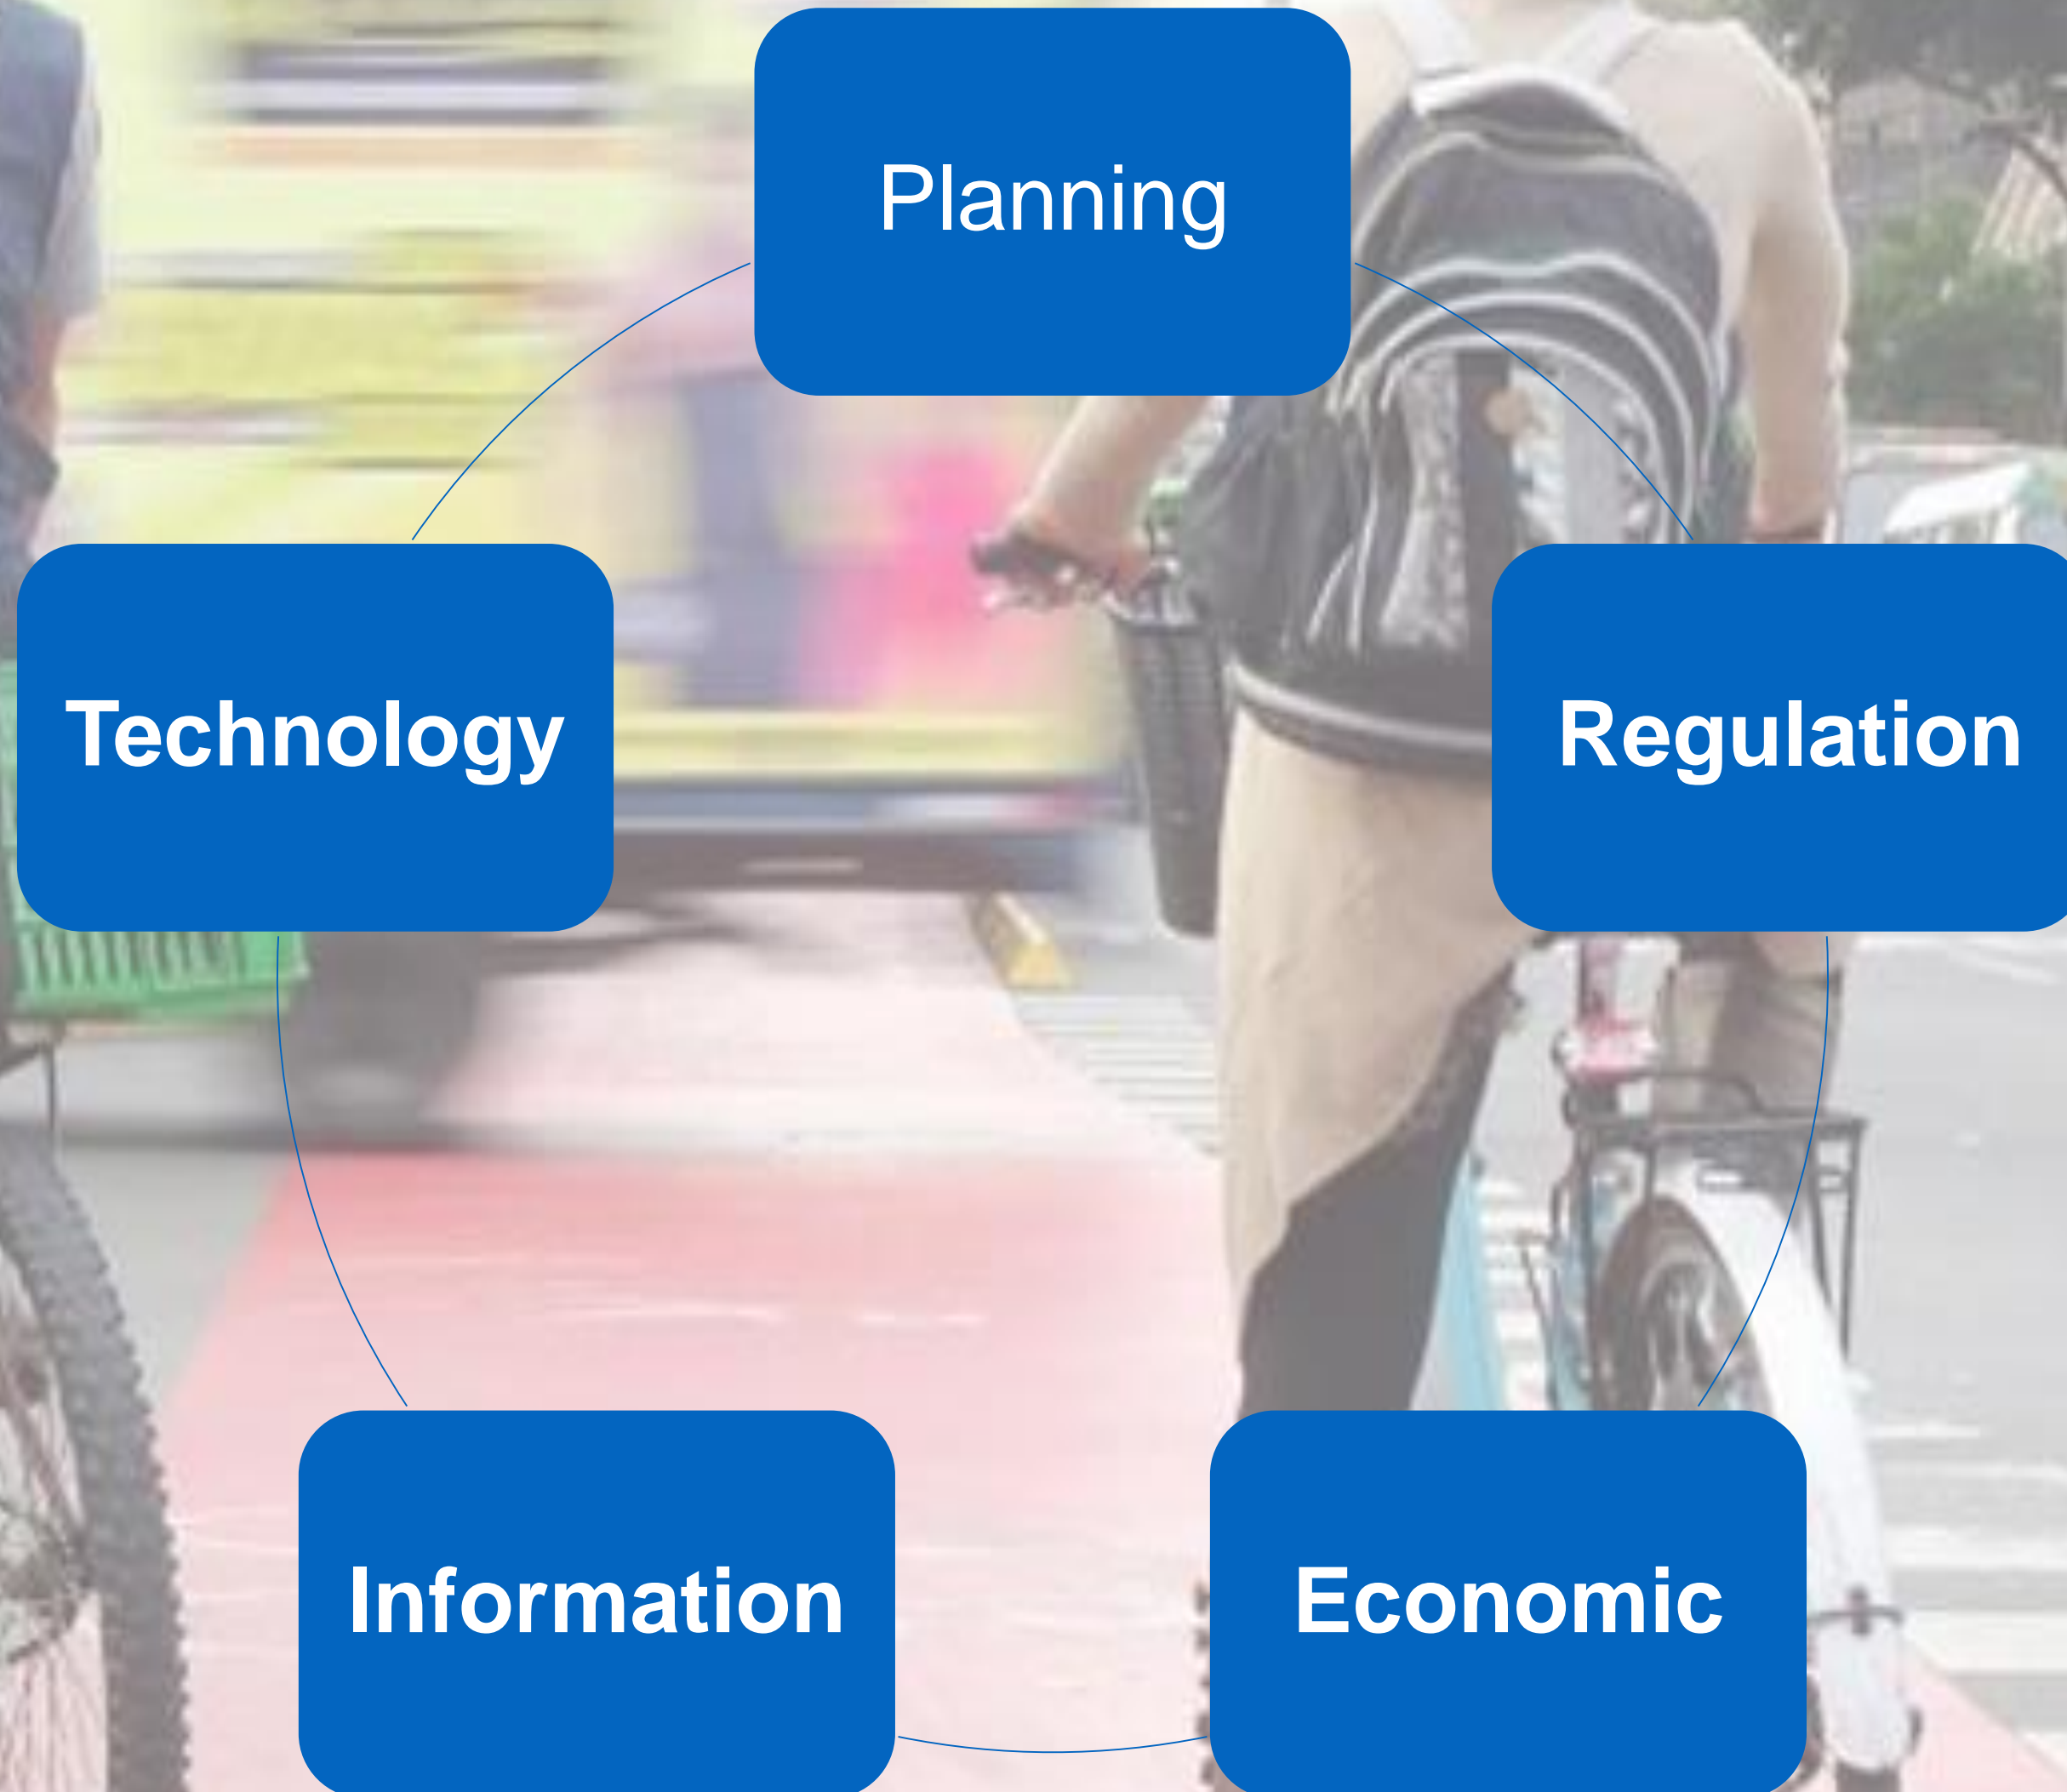 Planning
Technology
Regulation
Information
Economic